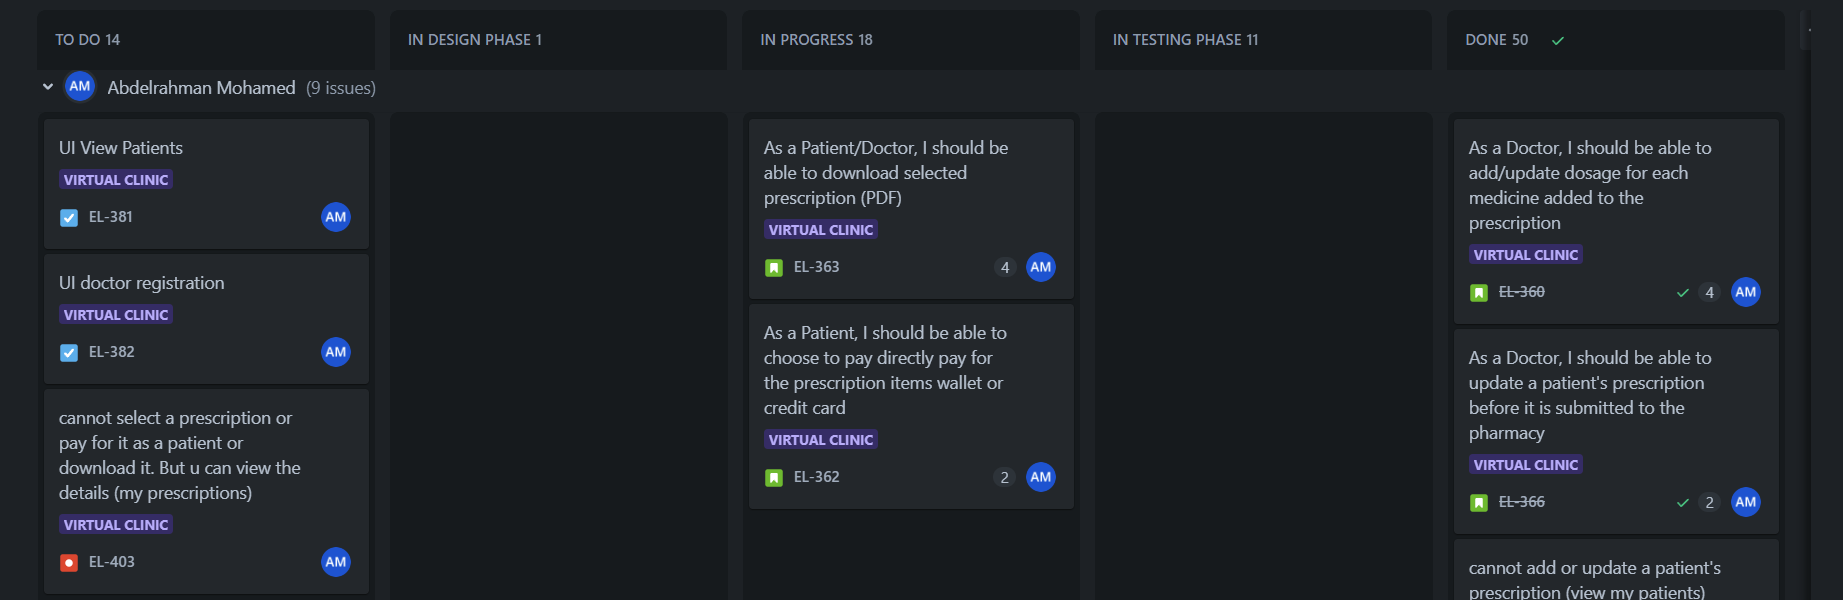 TO DO 14
IN DESIGN PHASE 1
IN PROGRESS 18
IN TESTING PHASE 11
DONE 50
AM Abdelrahman Mohamed (9 issues)
UI View Patients
VIRTUAL CLINIC
EL-381 AM
UI doctor registration
VIRTUAL CLINIC
EL-382 AM
cannot select a prescription or
pay for it as a patient or
download it. But u can view the
details (my prescriptions)
VIRTUAL CLINIC
EL-403 AM
As a Patient/Doctor, I should be
able to download selected
prescription (PDF)
VIRTUAL CLINIC
EL-363 4 AM
As a Patient, I should be able to
choose to pay directly pay for
the prescription items wallet or
credit card
VIRTUAL CLINIC
EL-362 2 AM
As a Doctor, I should be able to
add/update dosage for each
medicine added to the
prescription
VIRTUAL CLINIC
EL-360 4 AM
As a Doctor, I should be able to
update a patient's prescription
before it is submitted to the
pharmacy
VIRTUAL CLINIC
EL-366 2 AM
cannot add or update a patient's
prescription (view my patients)